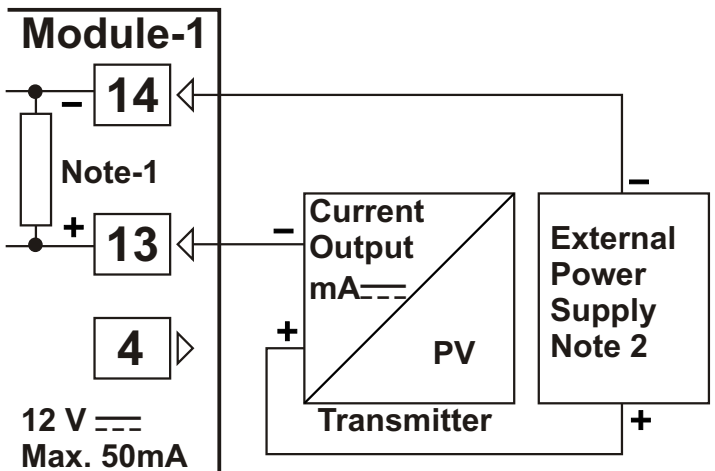 Module-1
− 14
Note-1
+ 13
4
12 V
Max. 50mA
−
Current
Output
mA
+
PV
Transmitter
−
External
Power
Supply
Note 2
+